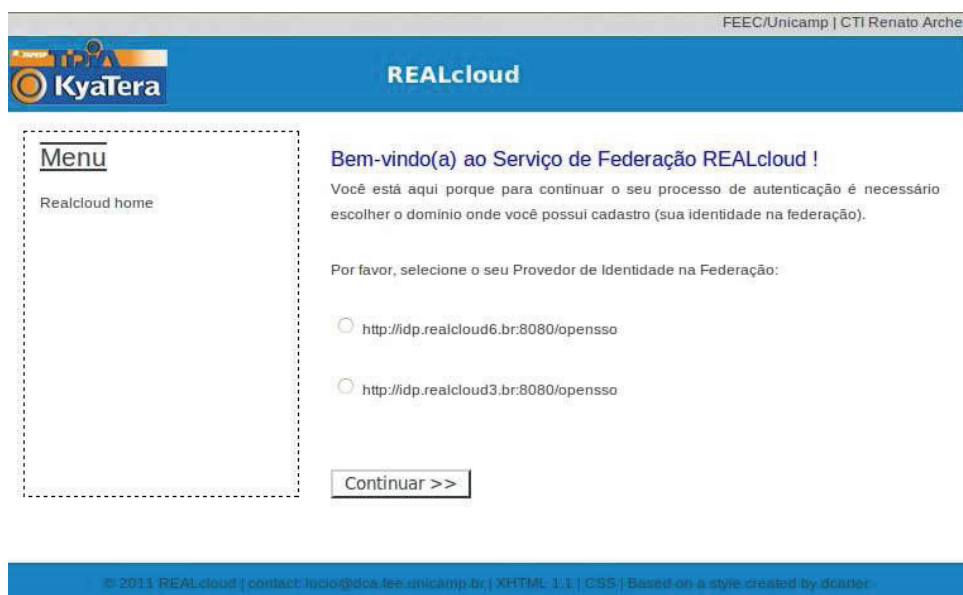 FEEC/Unicamp | CTI Renato Arche
TIDIA
KyaTera
REALcloud
Menu
Realcloud home
Bem-vindo(a) ao Serviço de Federação REALcloud !
Você está aqui porque para continuar o seu processo de autenticação é necessário
escolher o domínio onde você possui cadastro (sua identidade na federação).
Por favor, selecione o seu Provedor de Identidade na Federação:
http://idp.realcloud6.br:8080/opensso
http://idp.realcloud3.br:8080/opensso
Continuar >>
© 2011 REALcloud | contact: lucio@dca.fee.unicamp.br | XHTML 1.1 | CSS | Based on a style created by